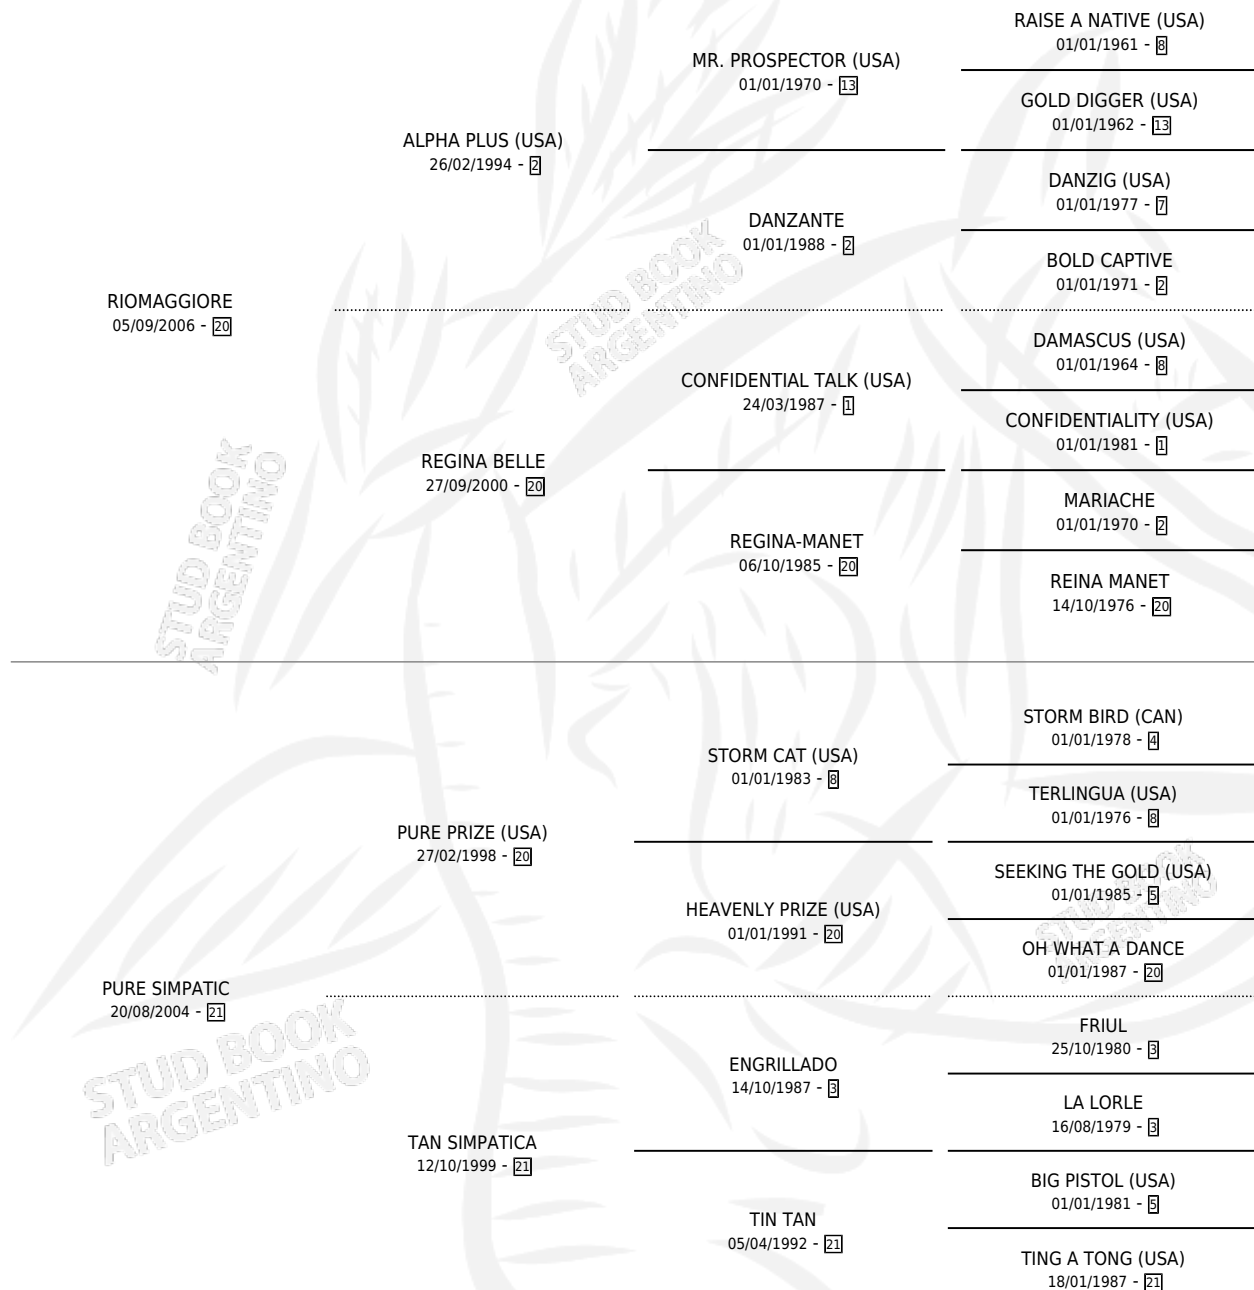 RAISE A NATIVE (USA)
01/01/1961 - 8
MR. PROSPECTOR (USA)
01/01/1970 - 13
GOLD DIGGER (USA)
01/01/1962 - 13
ALPHA PLUS (USA)
26/02/1994 - 2
DANZIG (USA)
01/01/1977 - 7
DANZANTE
01/01/1988 - 2
BOLD CAPTIVE
01/01/1971 - 2
RIOMAGGIORE
05/09/2006 - 20
STUD BOOK
ARGENTINO
DAMASCUS (USA)
01/01/1964 - 8
CONFIDENTIAL TALK (USA)
24/03/1987 - 1
CONFIDENTIALITY (USA)
01/01/1981 - 1
REGINA BELLE
27/09/2000 - 20
MARIACHE
01/01/1970 - 2
REGINA-MANET
06/10/1985 - 20
REINA MANET
14/10/1976 - 20
STUD BOOK
ARGENTINO
STORM BIRD (CAN)
01/01/1978 - 4
STORM CAT (USA)
01/01/1983 - 8
TERLINGUA (USA)
01/01/1976 - 8
PURE PRIZE (USA)
27/02/1998 - 20
SEEKING THE GOLD (USA)
01/01/1985 - 5
HEAVENLY PRIZE (USA)
01/01/1991 - 20
STUD BOOK
ARGENTINO
OH WHAT A DANCE
01/01/1987 - 20
PURE SIMPATIC
20/08/2004 - 21
FRIUL
25/10/1980 - 3
ENGRILLADO
14/10/1987 - 3
STUD BOOK
ARGENTINO
LA LORLE
16/08/1979 - 3
TAN SIMPATICA
12/10/1999 - 21
BIG PISTOL (USA)
01/01/1981 - 5
TIN TAN
05/04/1992 - 21
TING A TONG (USA)
18/01/1987 - 21